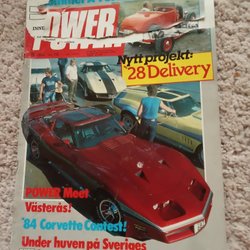 POWER
Nytt projekt:
'28 Delivery
POWER Meet
Västerås!
'84 Corvette Contest!
Under huven på Sveriges